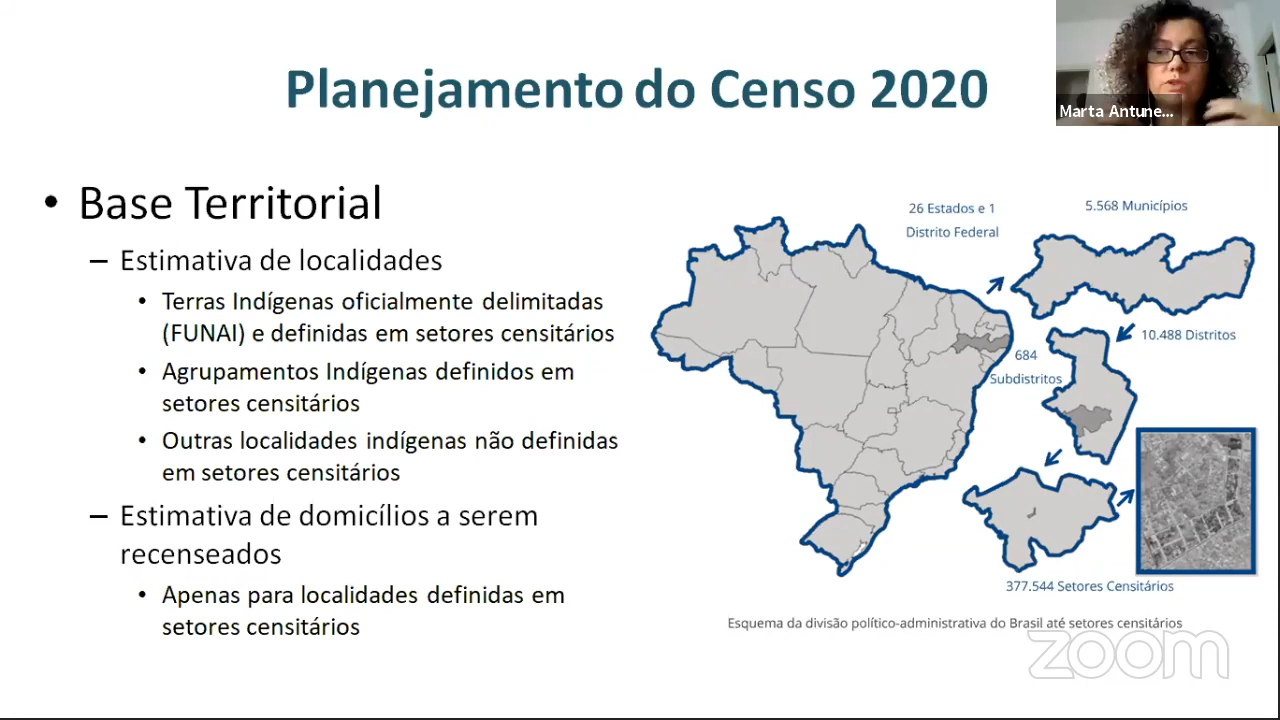 Planejamento do Censo 2020
Marta Antune...
• Base Territorial
– Estimativa de localidades
• Terras Indígenas oficialmente delimitadas
(FUNAI) e definidas em setores censitários
• Agrupamentos Indígenas definidos em
setores censitários
• Outras localidades indígenas não definidas
em setores censitários
– Estimativa de domicílios a serem
recenseados
• Apenas para localidades definidas em
setores censitários
26 Estados e 1
Distrito Federal
5.568 Municípios
10.488 Distritos
684
Subdistritos
377.544 Setores Censitários
Esquema da divisão político-administrativa do Brasil até setores censitários
zoom